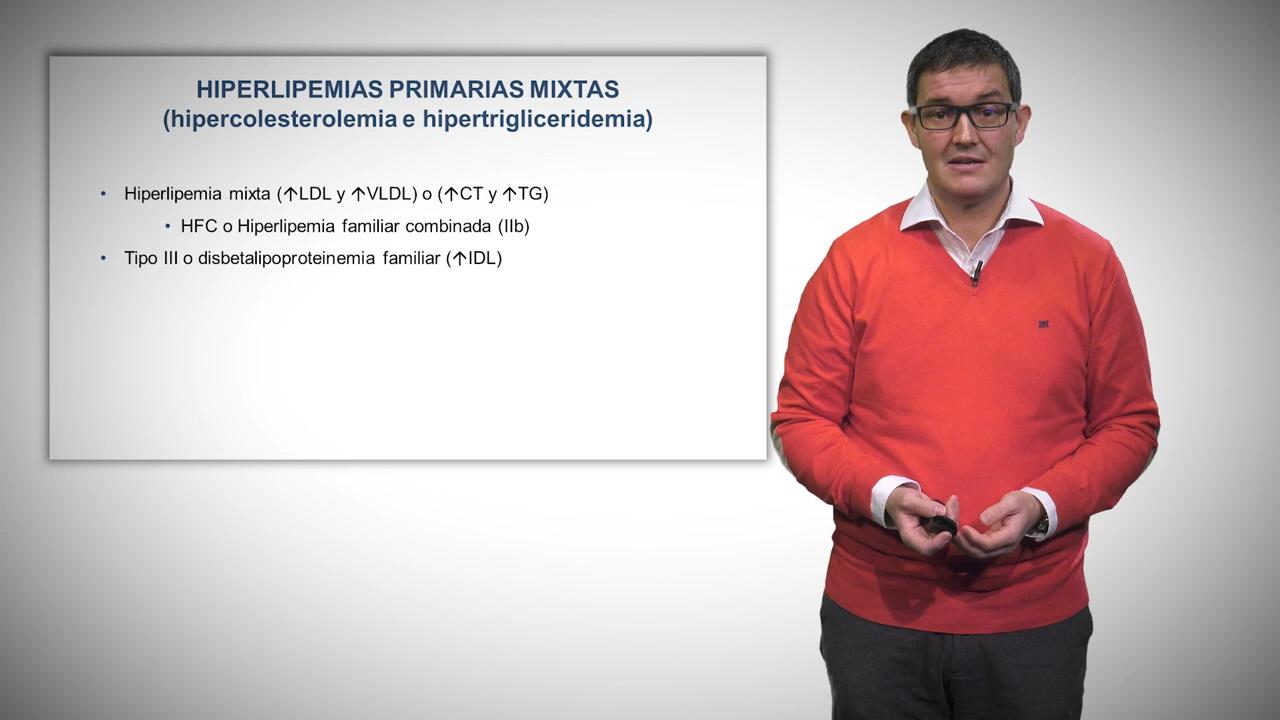 HIPERLIPEMIAS PRIMARIAS MIXTAS
(hipercolesterolemia e hipertrigliceridemia)
• Hiperlipemia mixta (↑LDL y ↑VLDL) o (↑CT y ↑TG)
• HFC o Hiperlipemia familiar combinada (IIb)
• Tipo III o disbetalipoproteinemia familiar (↑IDL)